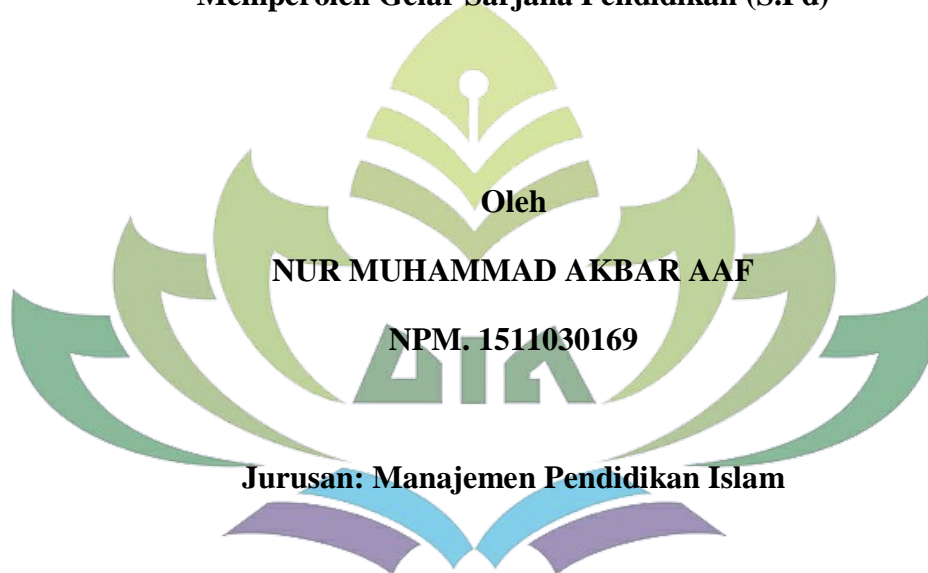 Memperoleh Gelar Sarjana Pendidikan (S.Pd)
Oleh
NUR MUHAMMAD AKBAR AAF
NPM. 1511030169
Jurusan: Manajemen Pendidikan Islam